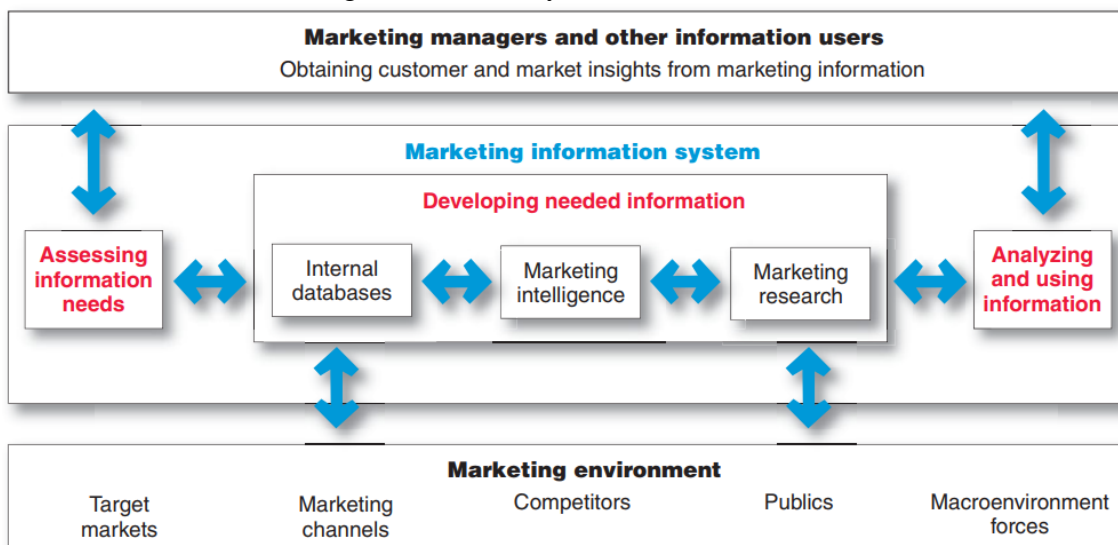 Marketing managers and other information users
Obtaining customer and market insights from marketing information
Marketing information system
Developing needed information
Assessing
information
needs
Internal
databases
Marketing
intelligence
Marketing
research
Analyzing
and using
information
Marketing environment
Target
markets
Marketing
channels
Competitors
Publics
Macroenvironment
forces